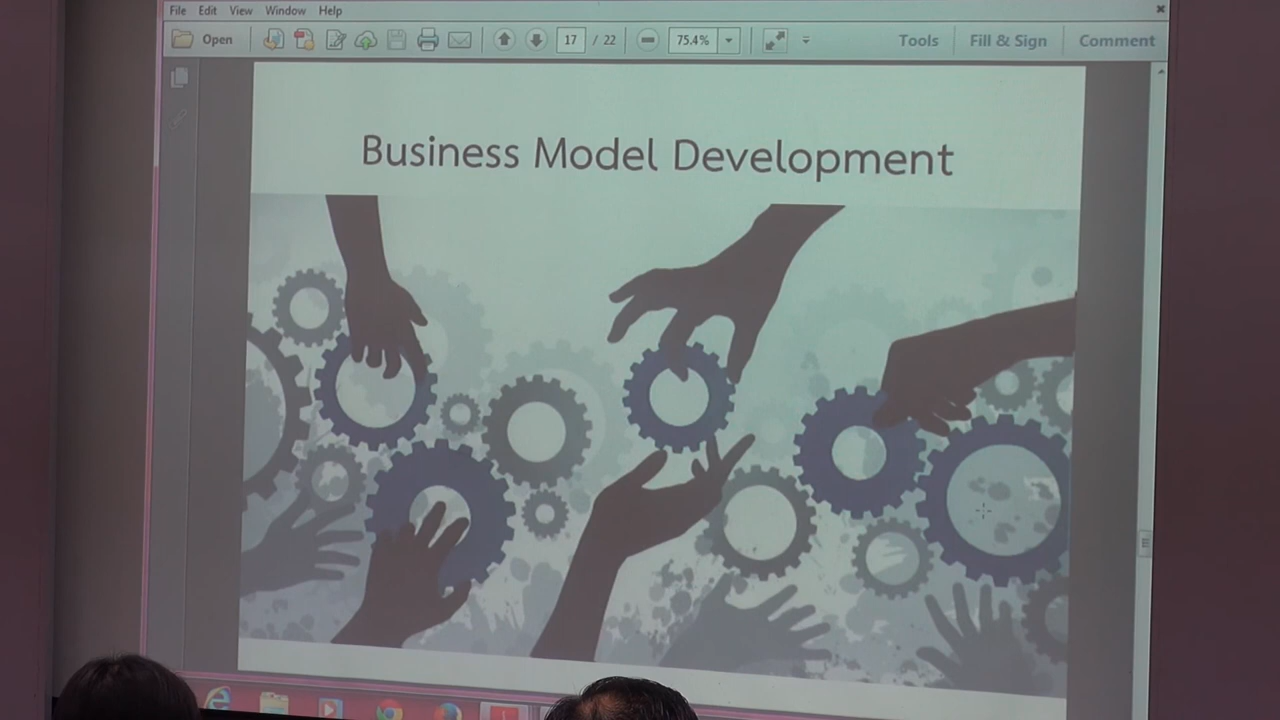 File Edit View Window Help
Open 17 / 22 75.4% Tools Fill & Sign Comment
Business Model Development